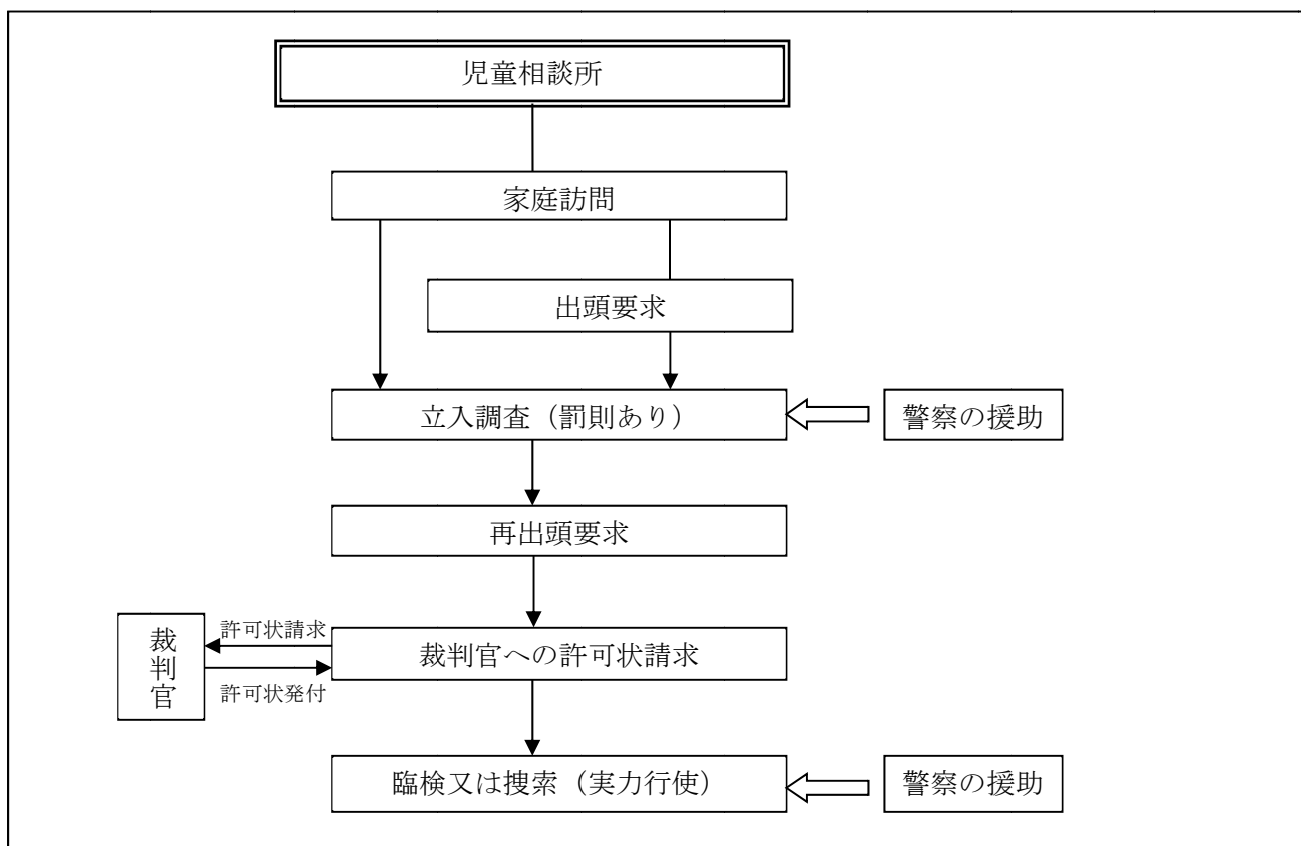 児童相談所
家庭訪問
出頭要求
立入調査（罰則あり）
警察の援助
再出頭要求
裁判官
許可状請求
許可状発付
裁判官への許可状請求
臨検又は捜索（実力行使）
警察の援助